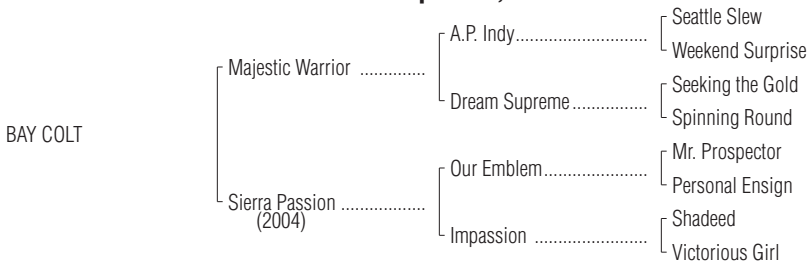 Seattle Slew
A.P. Indy..............................
Weekend Surprise
Majestic Warrior ..............
Seeking the Gold
Dream Supreme.................
Spinning Round
BAY COLT
Mr. Prospector
Our Emblem.......................
Personal Ensign
Sierra Passion ..................
(2004)
Shadeed
Impassion .........................
Victorious Girl